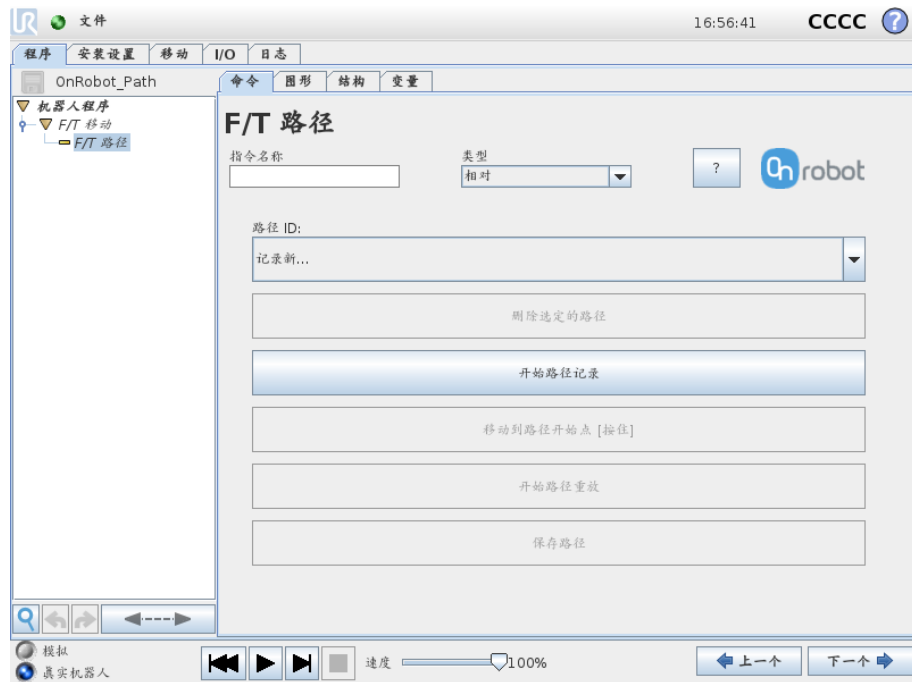 UR 文件 16:56:41 CCCC ?
程序 安装设置 移动 I/O 日志
OnRobot_Path 命令 图形 结构 变量
机器人程序
F/T 移动
F/T 路径
F/T 路径
指令名称 类型
相对 ? On robot
路径 ID:
记录新...
删除选定的路径
开始路径记录
移动到路径开始点 [按住]
开始路径重放
保存路径
模拟
真实机器人
速度 100% 上一个 下一个